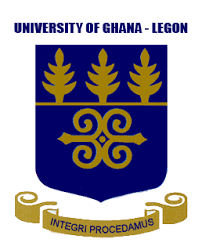 UNIVERSITY OF GHANA - LEGON
INTEGRI PROCEDAMUS